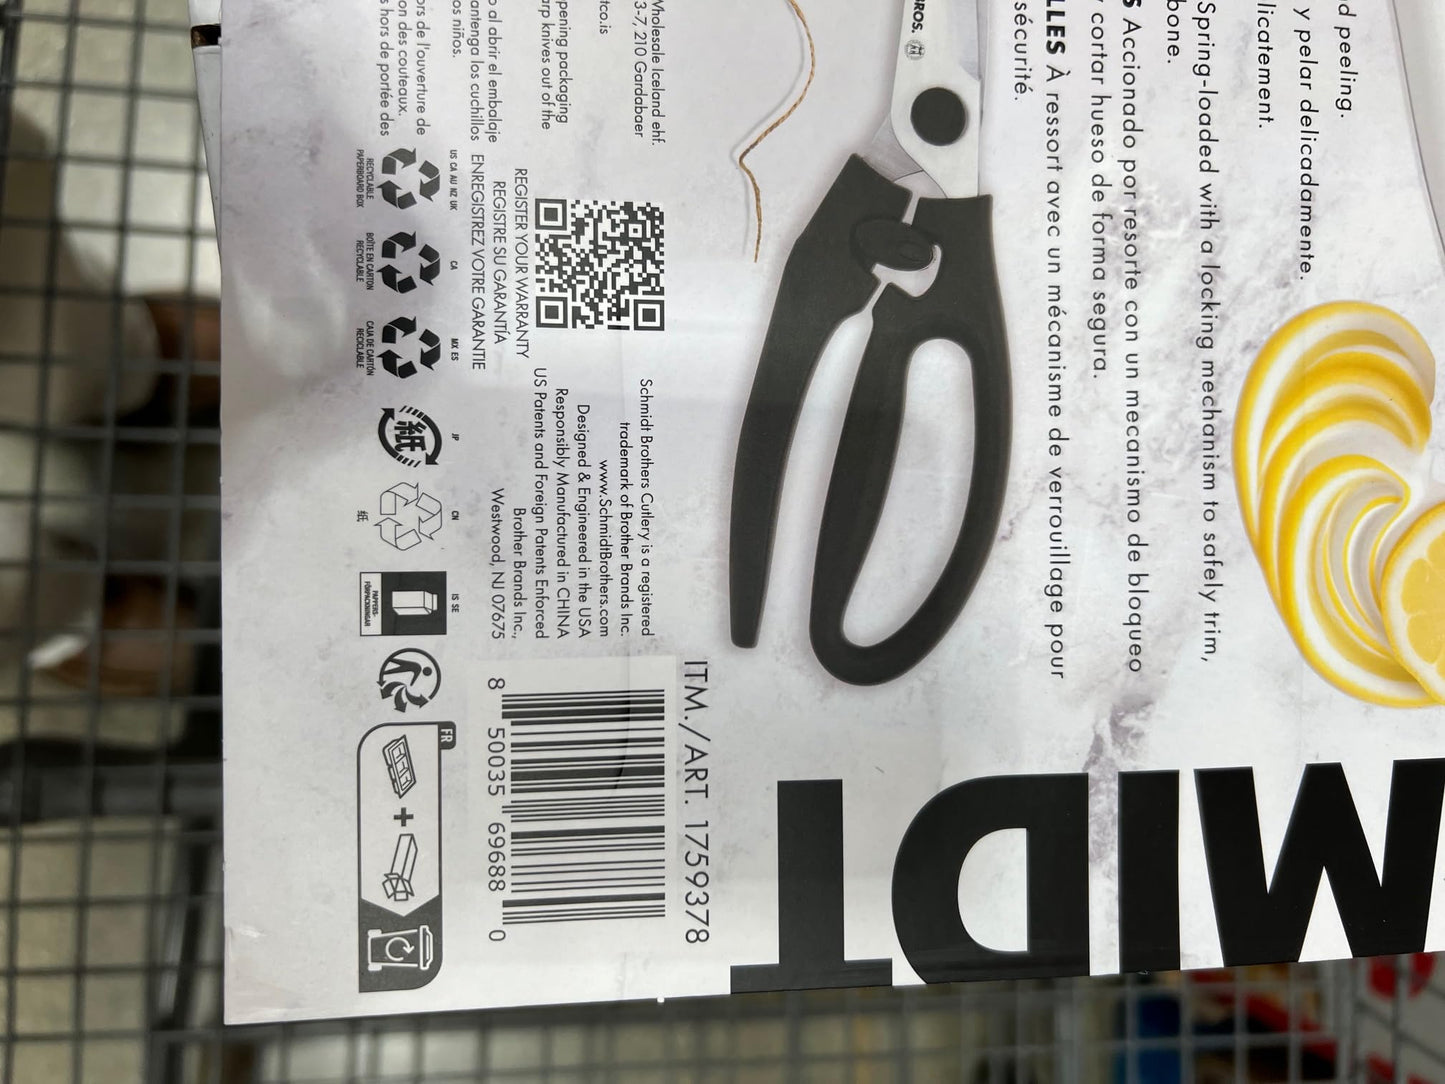 nd peeling.
y pelar delicadamente.
licatement.
Spring-loaded with a locking mechanism to safely trim,
bone.
S Accionado por resorte con un mecanismo de bloqueo
cortar hueso de forma segura.
LLES À ressort avec un mécanisme de verrouillage pour
sécurité.
BROS.
Wholesale Iceland ehf.
3-7, 210 Gardabaer
tco.is
pening packaging
arp knives out of the
o al abrir el embalaje
antenga los cuchillos
os niños.
ors de l'ouverture de
on des couteaux.
s hors de portée des
REGISTER YOUR WARRANTY
REGISTRE SU GARANTÍA
ENREGISTREZ VOTRE GARANTIE
Schmidt Brothers Cutlery is a registered
trademark of Brother Brands Inc.
www.SchmidtBrothers.com
Designed & Engineered in the USA
Responsibly Manufactured in CHINA
US Patents and Foreign Patents Enforced
Brother Brands Inc.,
Westwood, NJ 07675
US CA AU NZ UK
RECYCLABLE
PAPERBOARD BOX
CA
BOÎTE EN CARTON
RECYCLABLE
MX ES
CAJA DE CARTÓN
RECICLABLE
JP
紙
CN
纸
IS SE
PAPPERS-
FÖRPACKNINGAR
FR
+
ITM./ART. 1759378
8 50035 69688 0
MIDT